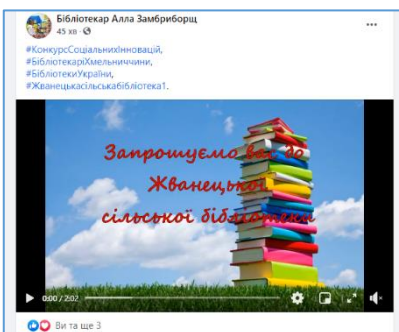 Бібліотекар Алла Замбриборщ
45 хв
#КонкурсСоціальнихІнновацій,
#БібліотекаріХмельниччини,
#БібліотекиУкраїни,
#Жванецькасільськабібліотека1.
Запрошуємо вас до
Жванецької
сільської бібліотеки
0:00 / 2:02
Ви та ще 3